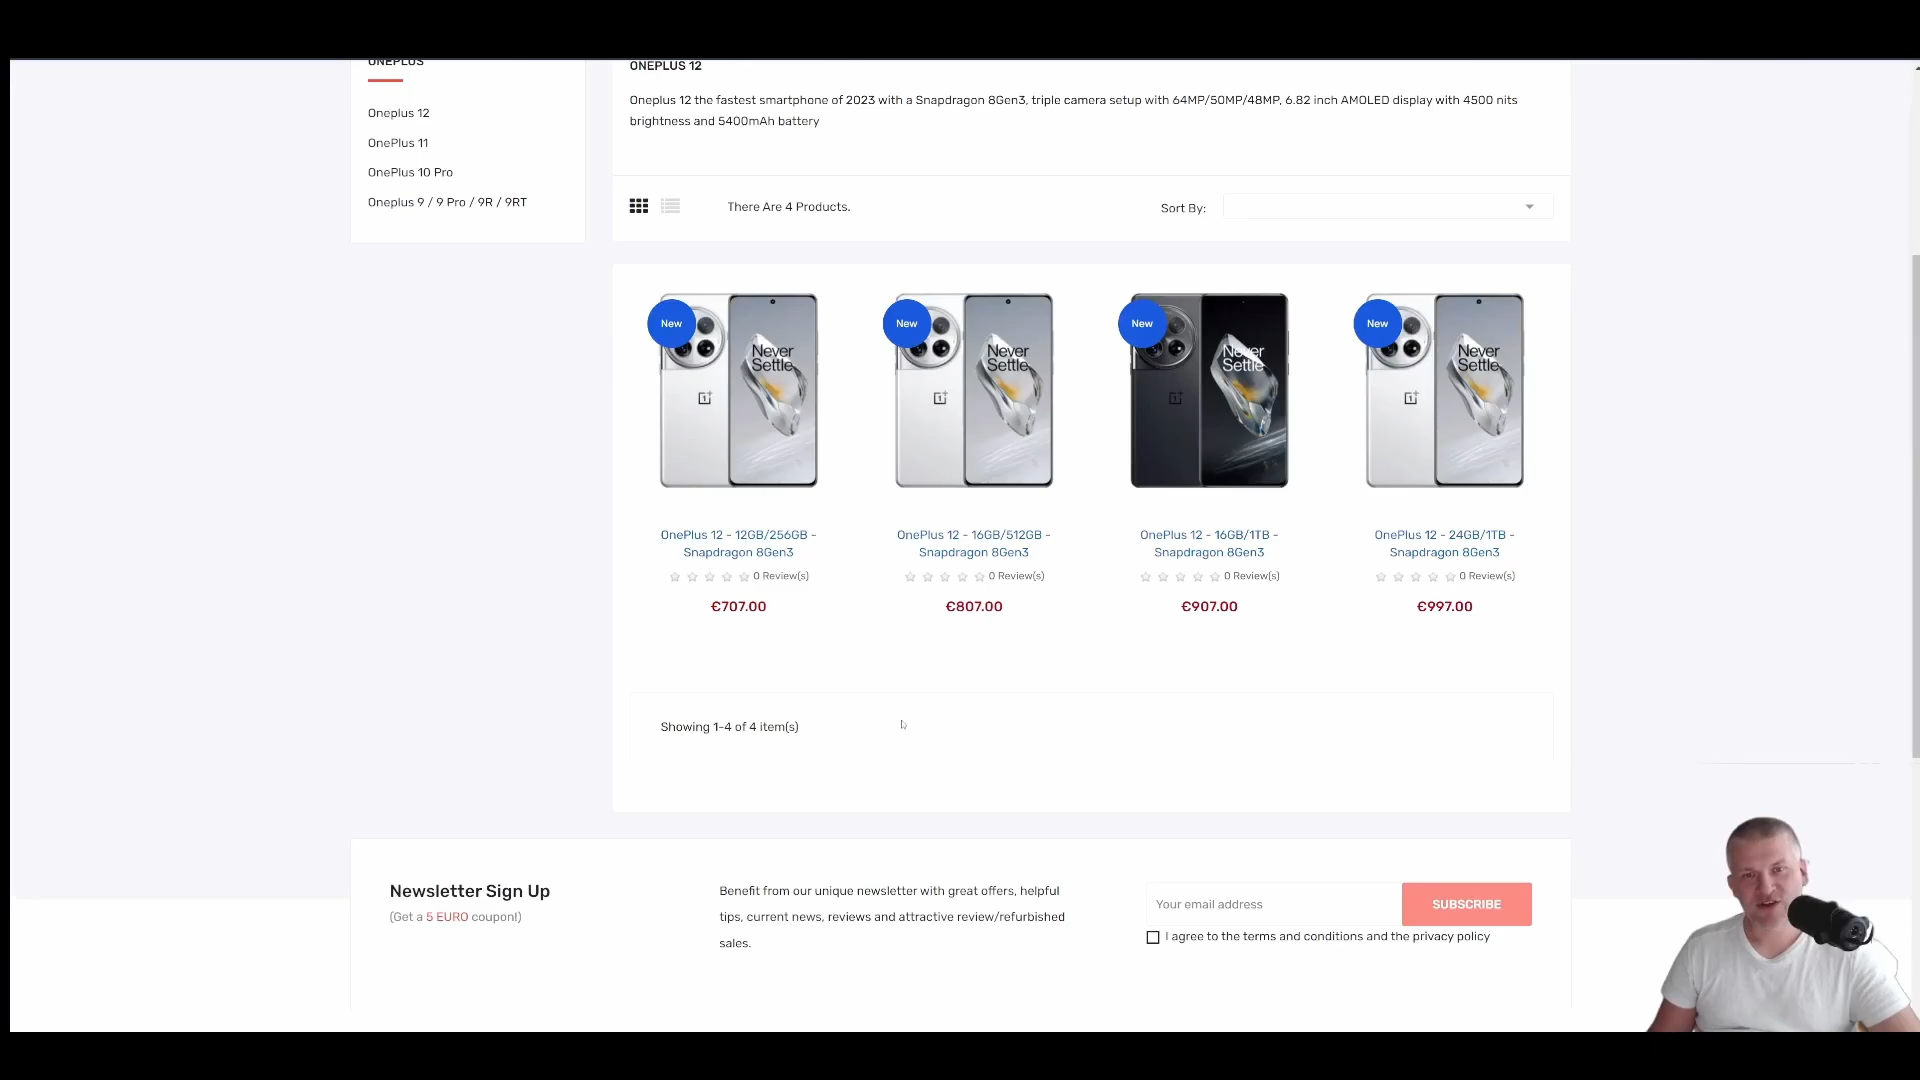 ONEPLUS
Oneplus 12
OnePlus 11
OnePlus 10 Pro
Oneplus 9 / 9 Pro / 9R / 9RT
ONEPLUS 12
Oneplus 12 the fastest smartphone of 2023 with a Snapdragon 8Gen3, triple camera setup with 64MP/50MP/48MP, 6.82 inch AMOLED display with 4500 nits
brightness and 5400mAh battery
There Are 4 Products.
Sort By:
New
Never
Settle
New
Never
Settle
New
Never
Settle
New
Never
Settle
OnePlus 12 - 12GB/256GB -
Snapdragon 8Gen3
0 Review(s)
€707.00
OnePlus 12 - 16GB/512GB -
Snapdragon 8Gen3
0 Review(s)
€807.00
OnePlus 12 - 16GB/1TB -
Snapdragon 8Gen3
0 Review(s)
€907.00
OnePlus 12 - 24GB/1TB -
Snapdragon 8Gen3
0 Review(s)
€997.00
Showing 1-4 of 4 item(s)
Newsletter Sign Up
(Get a 5 EURO coupon!)
Benefit from our unique newsletter with great offers, helpful
tips, current news, reviews and attractive review/refurbished
sales.
Your email address
SUBSCRIBE
I agree to the terms and conditions and the privacy policy